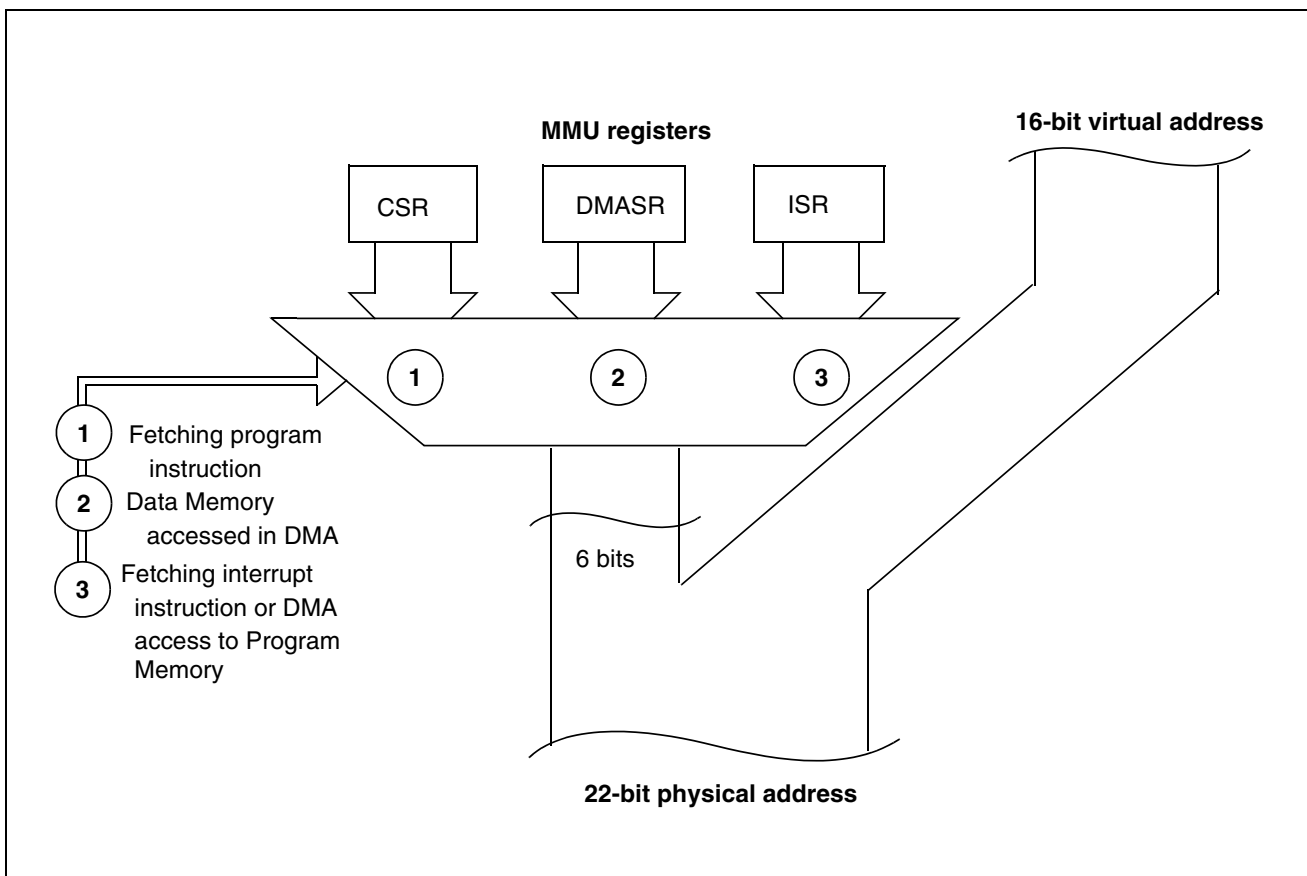 MMU registers
16-bit virtual address
CSR
DMASR
ISR
1
2
3
1
Fetching program
instruction
2
Data Memory
accessed in DMA
3
Fetching interrupt
instruction or DMA
access to Program
Memory
6 bits
22-bit physical address